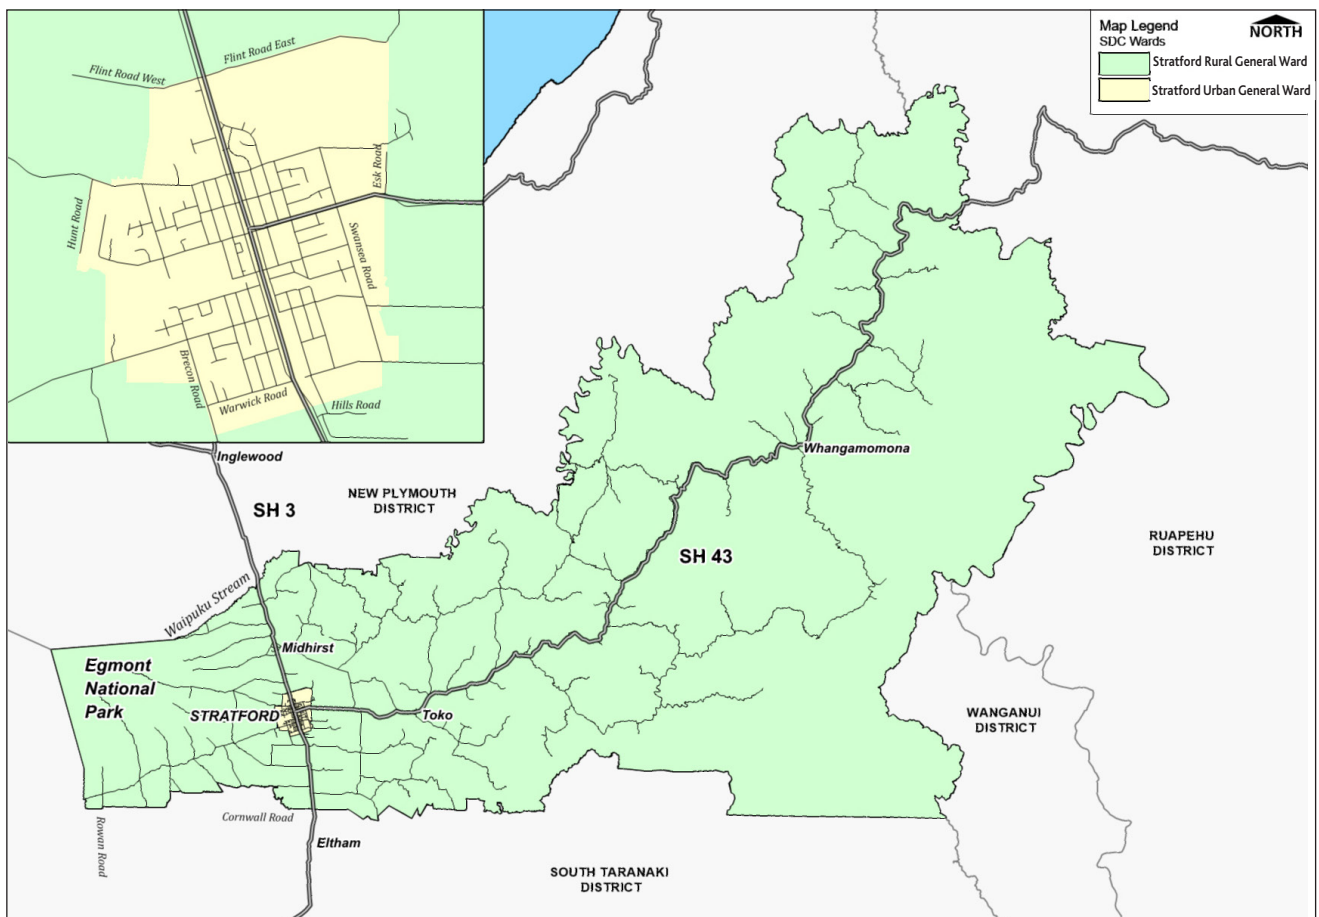 Map Legend
SDC Wards
NORTH
Stratford Rural General Ward
Stratford Urban General Ward
Flint Road East
Flint Road West
Esk Road
Hunt Road
Swansea Road
Brecon Road
Warwick Road
Hills Road
Inglewood
NEW PLYMOUTH
DISTRICT
SH 3
Whangamomona
SH 43
RUAPEHU
DISTRICT
Waipuku Stream
Midhirst
Egmont
National
Park
STRATFORD
Toko
WANGANUI
DISTRICT
Cornwall Road
Rowan Road
Eltham
SOUTH TARANAKI
DISTRICT